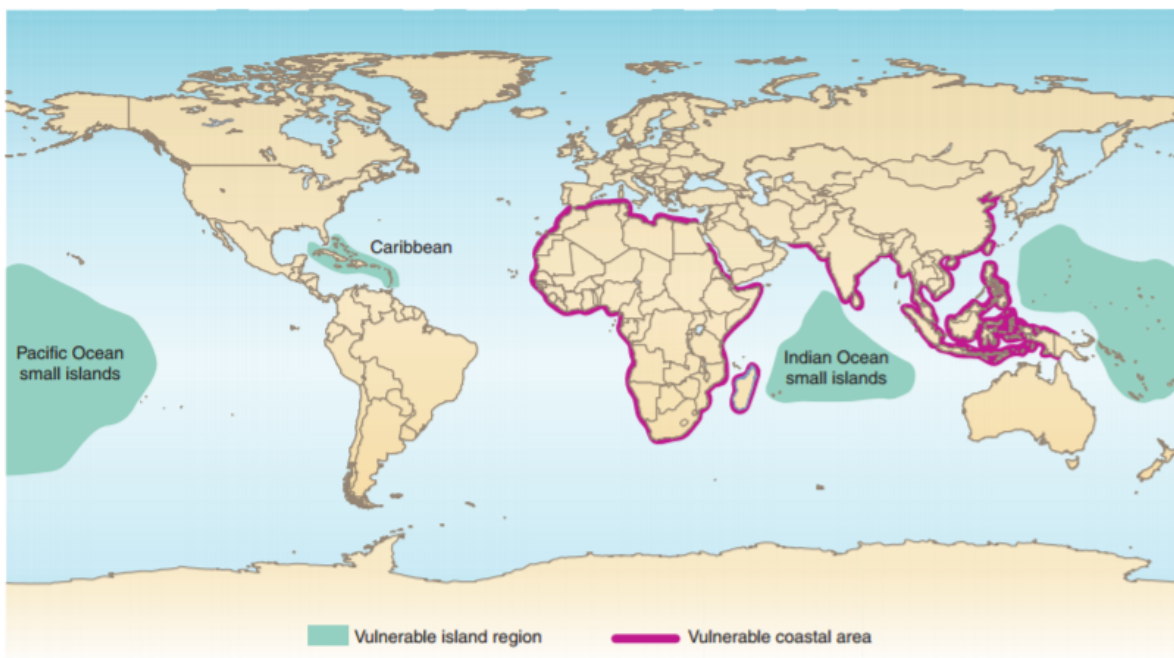 Caribbean
Pacific Ocean
small islands
Indian Ocean
small islands
Vulnerable island region
Vulnerable coastal area